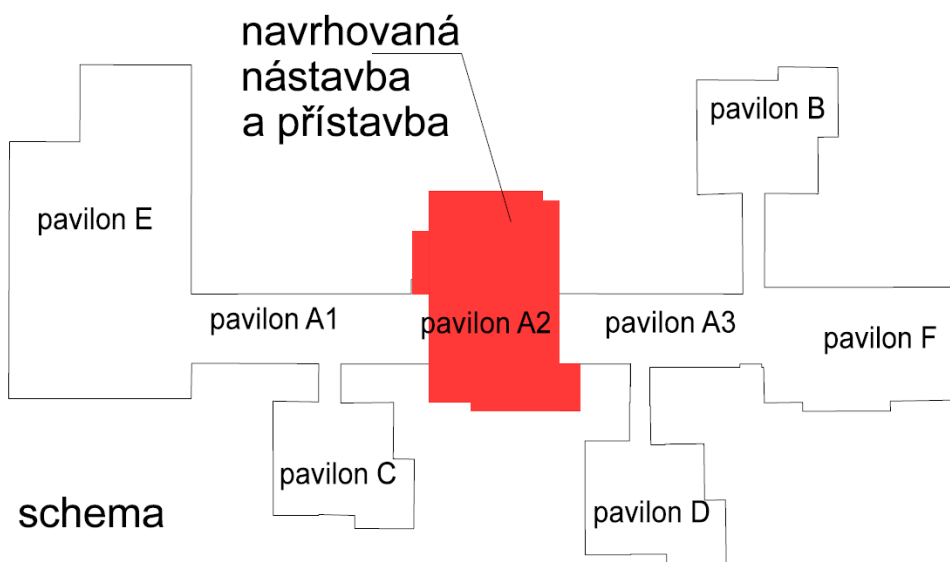 navrhovaná
nástavba
a přístavba
pavilon B
pavilon E
pavilon A1
pavilon A2
pavilon A3
pavilon F
pavilon C
pavilon D
schema